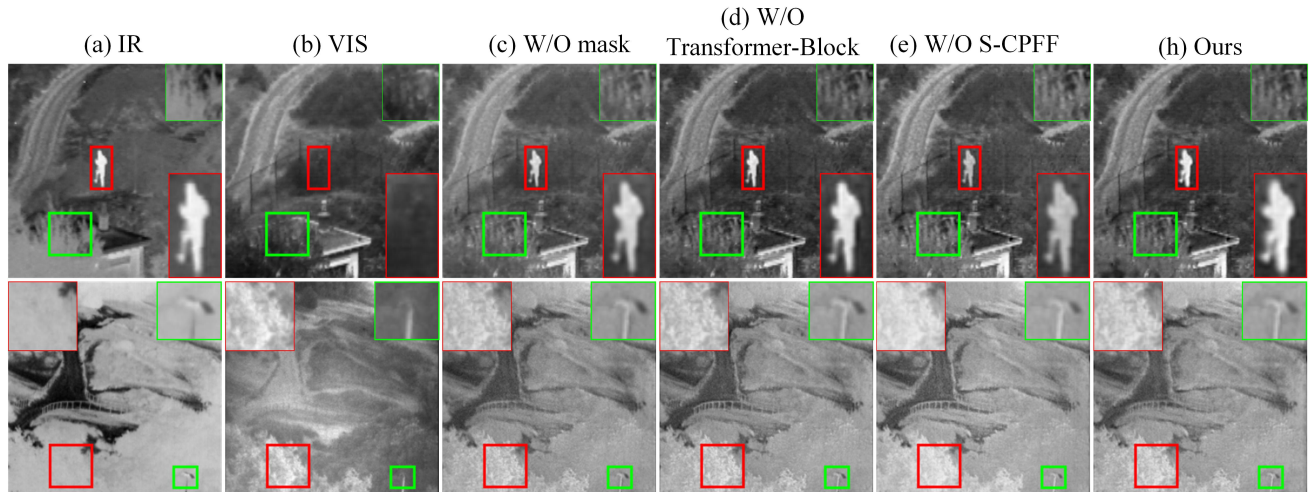 (a) IR
(b) VIS
(c) W/O mask
(d) W/O
Transformer-Block
(e) W/O S-CPFF
(h) Ours